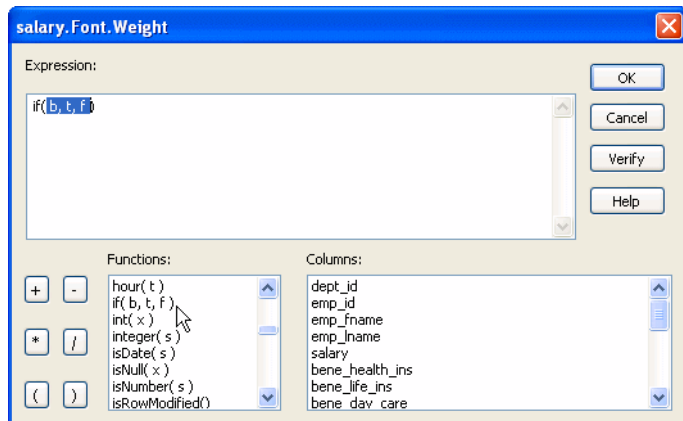 salary.Font.Weight
Expression:
OK
if( b, t, f )
Cancel
Verify
Help
Functions:
Columns:
+ -
* /
( )
hour( t )
if( b, t, f )
int( x )
integer( s )
isDate( s )
isNull( x )
isNumber( s )
isRowModified()
dept_id
emp_id
emp_fname
emp_lname
salary
bene_health_ins
bene_life_ins
bene_day_care